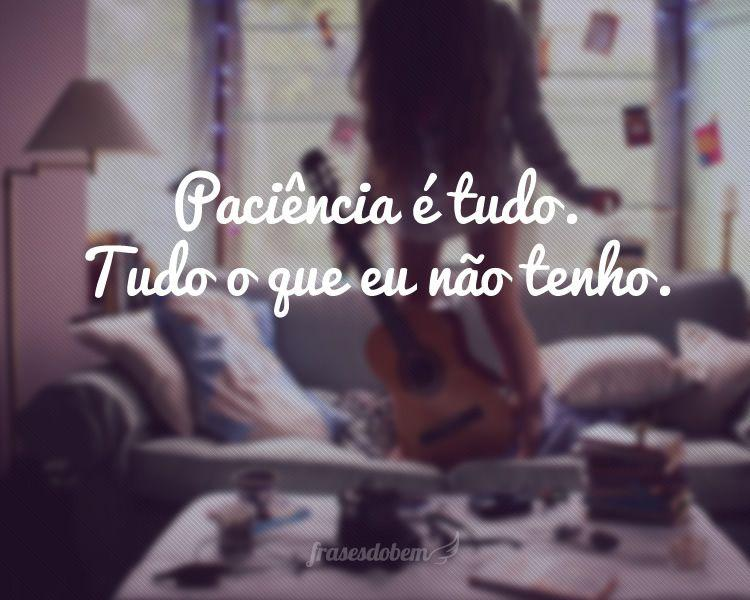 Paciência é tudo.
Tudo o que eu não tenho.
frasesdobem